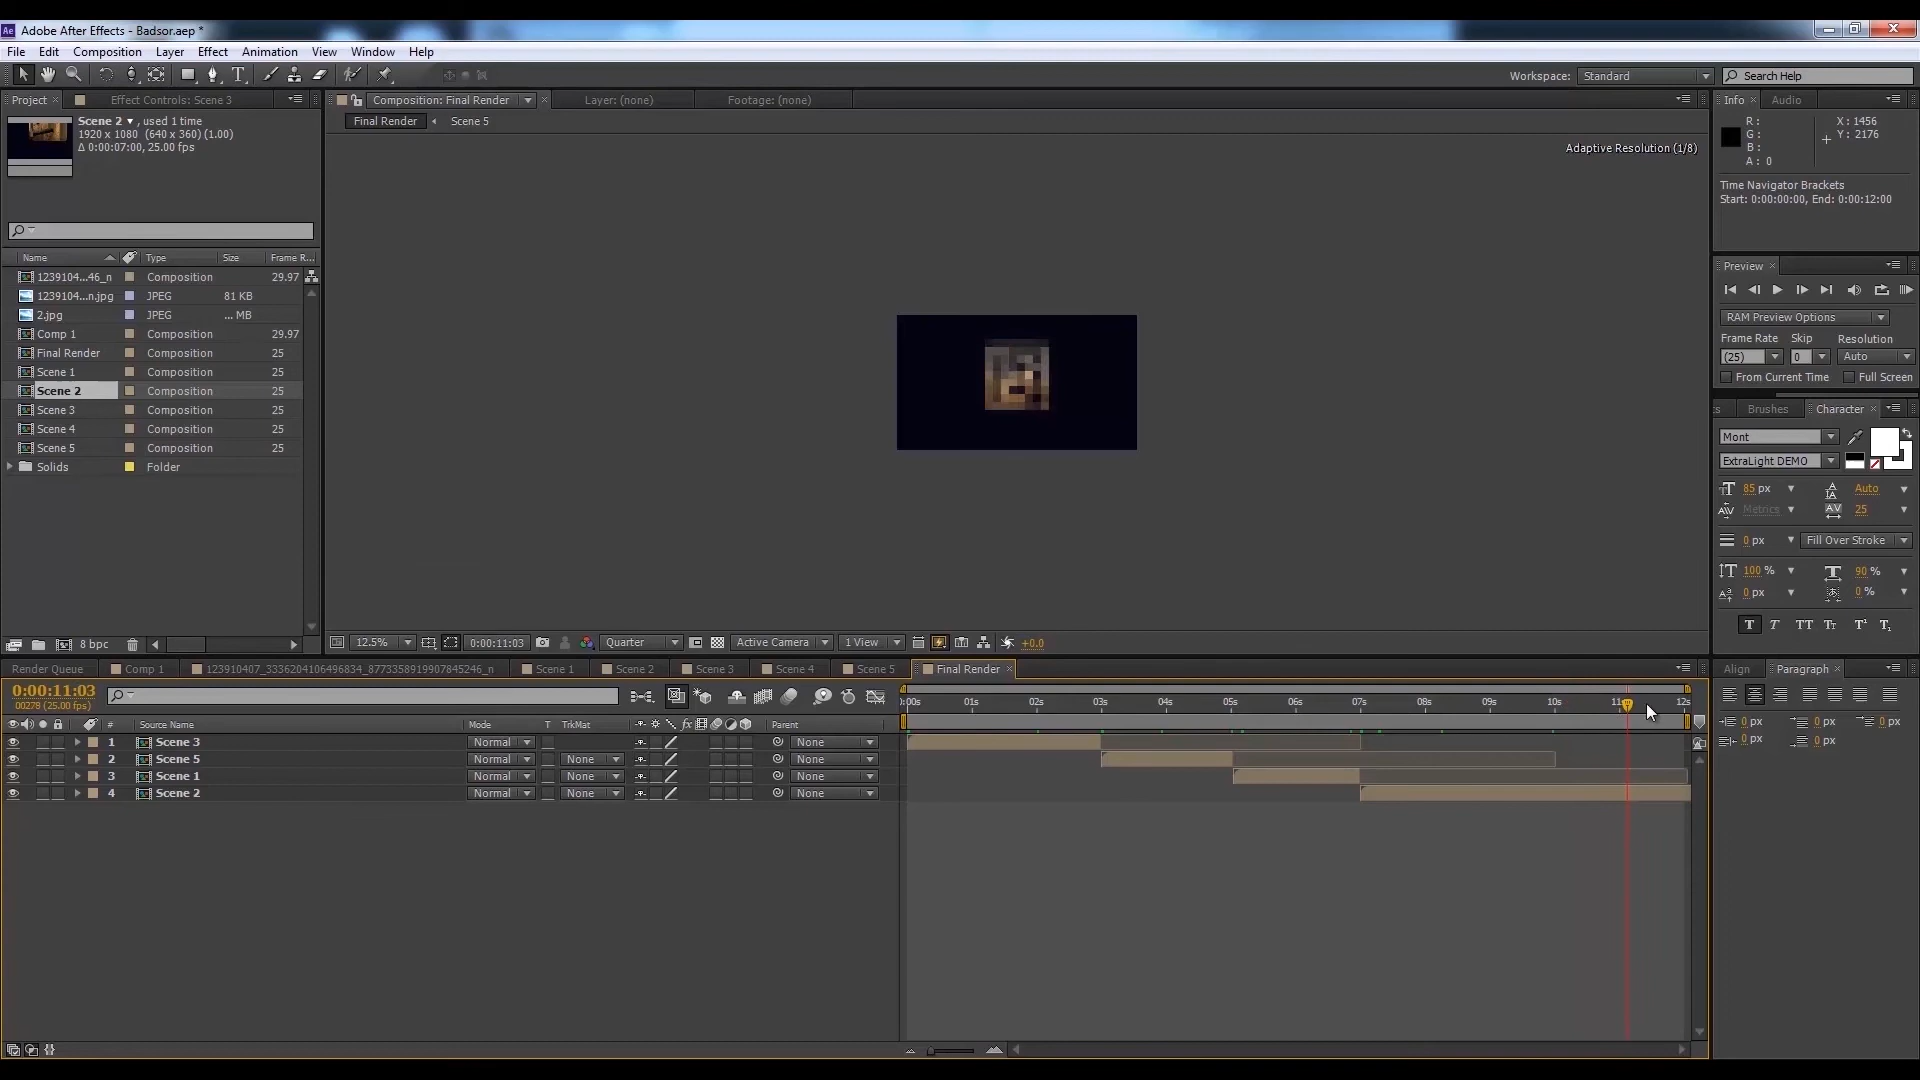 Ae Adobe After Effects - Badsor.aep *
File Edit Composition Layer Effect Animation View Window Help
Workspace: Standard Search Help
Project Effect Controls: Scene 3
Composition: Final Render Layer: (none) Footage: (none)
Info Audio
Scene 2 , used 1 time
1920 x 1080 (640 x 360) (1.00)
Δ 0:00:07:00, 25.00 fps
Final Render Scene 5
Adaptive Resolution (1/8)
R :
G :
B :
A : 0
X : 1456
Y : 2176
Time Navigator Brackets
Start: 0:00:00:00, End: 0:00:12:00
Name Type Size Frame R...
1239104...46_n Composition 29.97
1239104...n.jpg JPEG 81 KB
2.jpg JPEG ... MB
Comp 1 Composition 29.97
Final Render Composition 25
Scene 1 Composition 25
Scene 2 Composition 25
Scene 3 Composition 25
Scene 4 Composition 25
Scene 5 Composition 25
Solids Folder
Preview
RAM Preview Options
Frame Rate Skip Resolution
(25) 0 Auto
From Current Time Full Screen
Brushes Character
Mont
ExtraLight DEMO
85 px Auto
Metrics 25
0 px Fill Over Stroke
100 % 90 %
0 px 0 %
T T TT Tt T¹ T₁
8 bpc
12.5% 0:00:11:03 Quarter Active Camera 1 View +0.0
Render Queue Comp 1 123910407_3336204106496834_8773358919907845246_n Scene 1 Scene 2 Scene 3 Scene 4 Scene 5 Final Render
Align Paragraph
0:00:11:03
00278 (25.00 fps)
:00s 01s 02s 03s 04s 05s 06s 07s 08s 09s 10s 11s 12s
# Source Name Mode T TrkMat fx Parent
1 Scene 3 Normal None
2 Scene 5 Normal None None
3 Scene 1 Normal None None
4 Scene 2 Normal None None
0 px 0 px 0 px
0 px 0 px